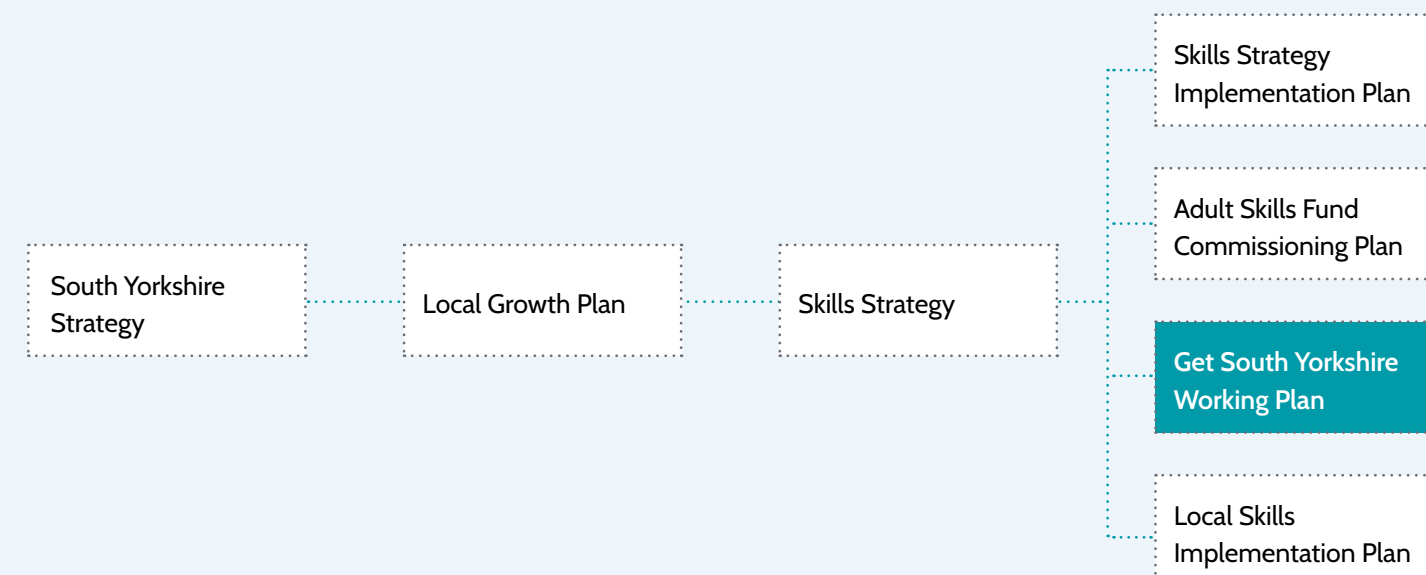 South Yorkshire
Strategy
Local Growth Plan
Skills Strategy
Skills Strategy
Implementation Plan
Adult Skills Fund
Commissioning Plan
Get South Yorkshire
Working Plan
Local Skills
Implementation Plan